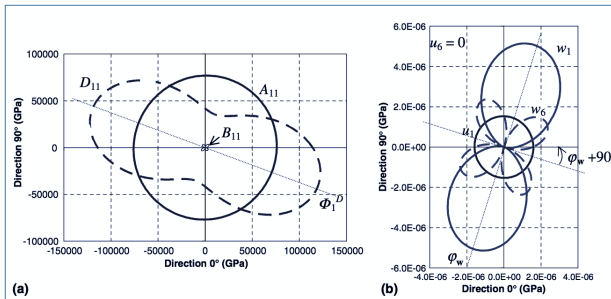 100000
50000
0
-50000
-100000
-150000 -100000 -50000 0 50000 100000 150000
Direction 90° (GPa)
Direction 0° (GPa)
D11
A11
B11
Φ1D
(a)
6.0E-06
4.0E-06
2.0E-06
0.0E+00
-2.0E-06
-4.0E-06
-6.0E-06
-4.0E-06 -2.0E-06 0.0E+00 2.0E-06 4.0E-06
Direction 90° (GPa)
Direction 0° (GPa)
u6 = 0
w1
w6
u1
φw +90
φw
(b)